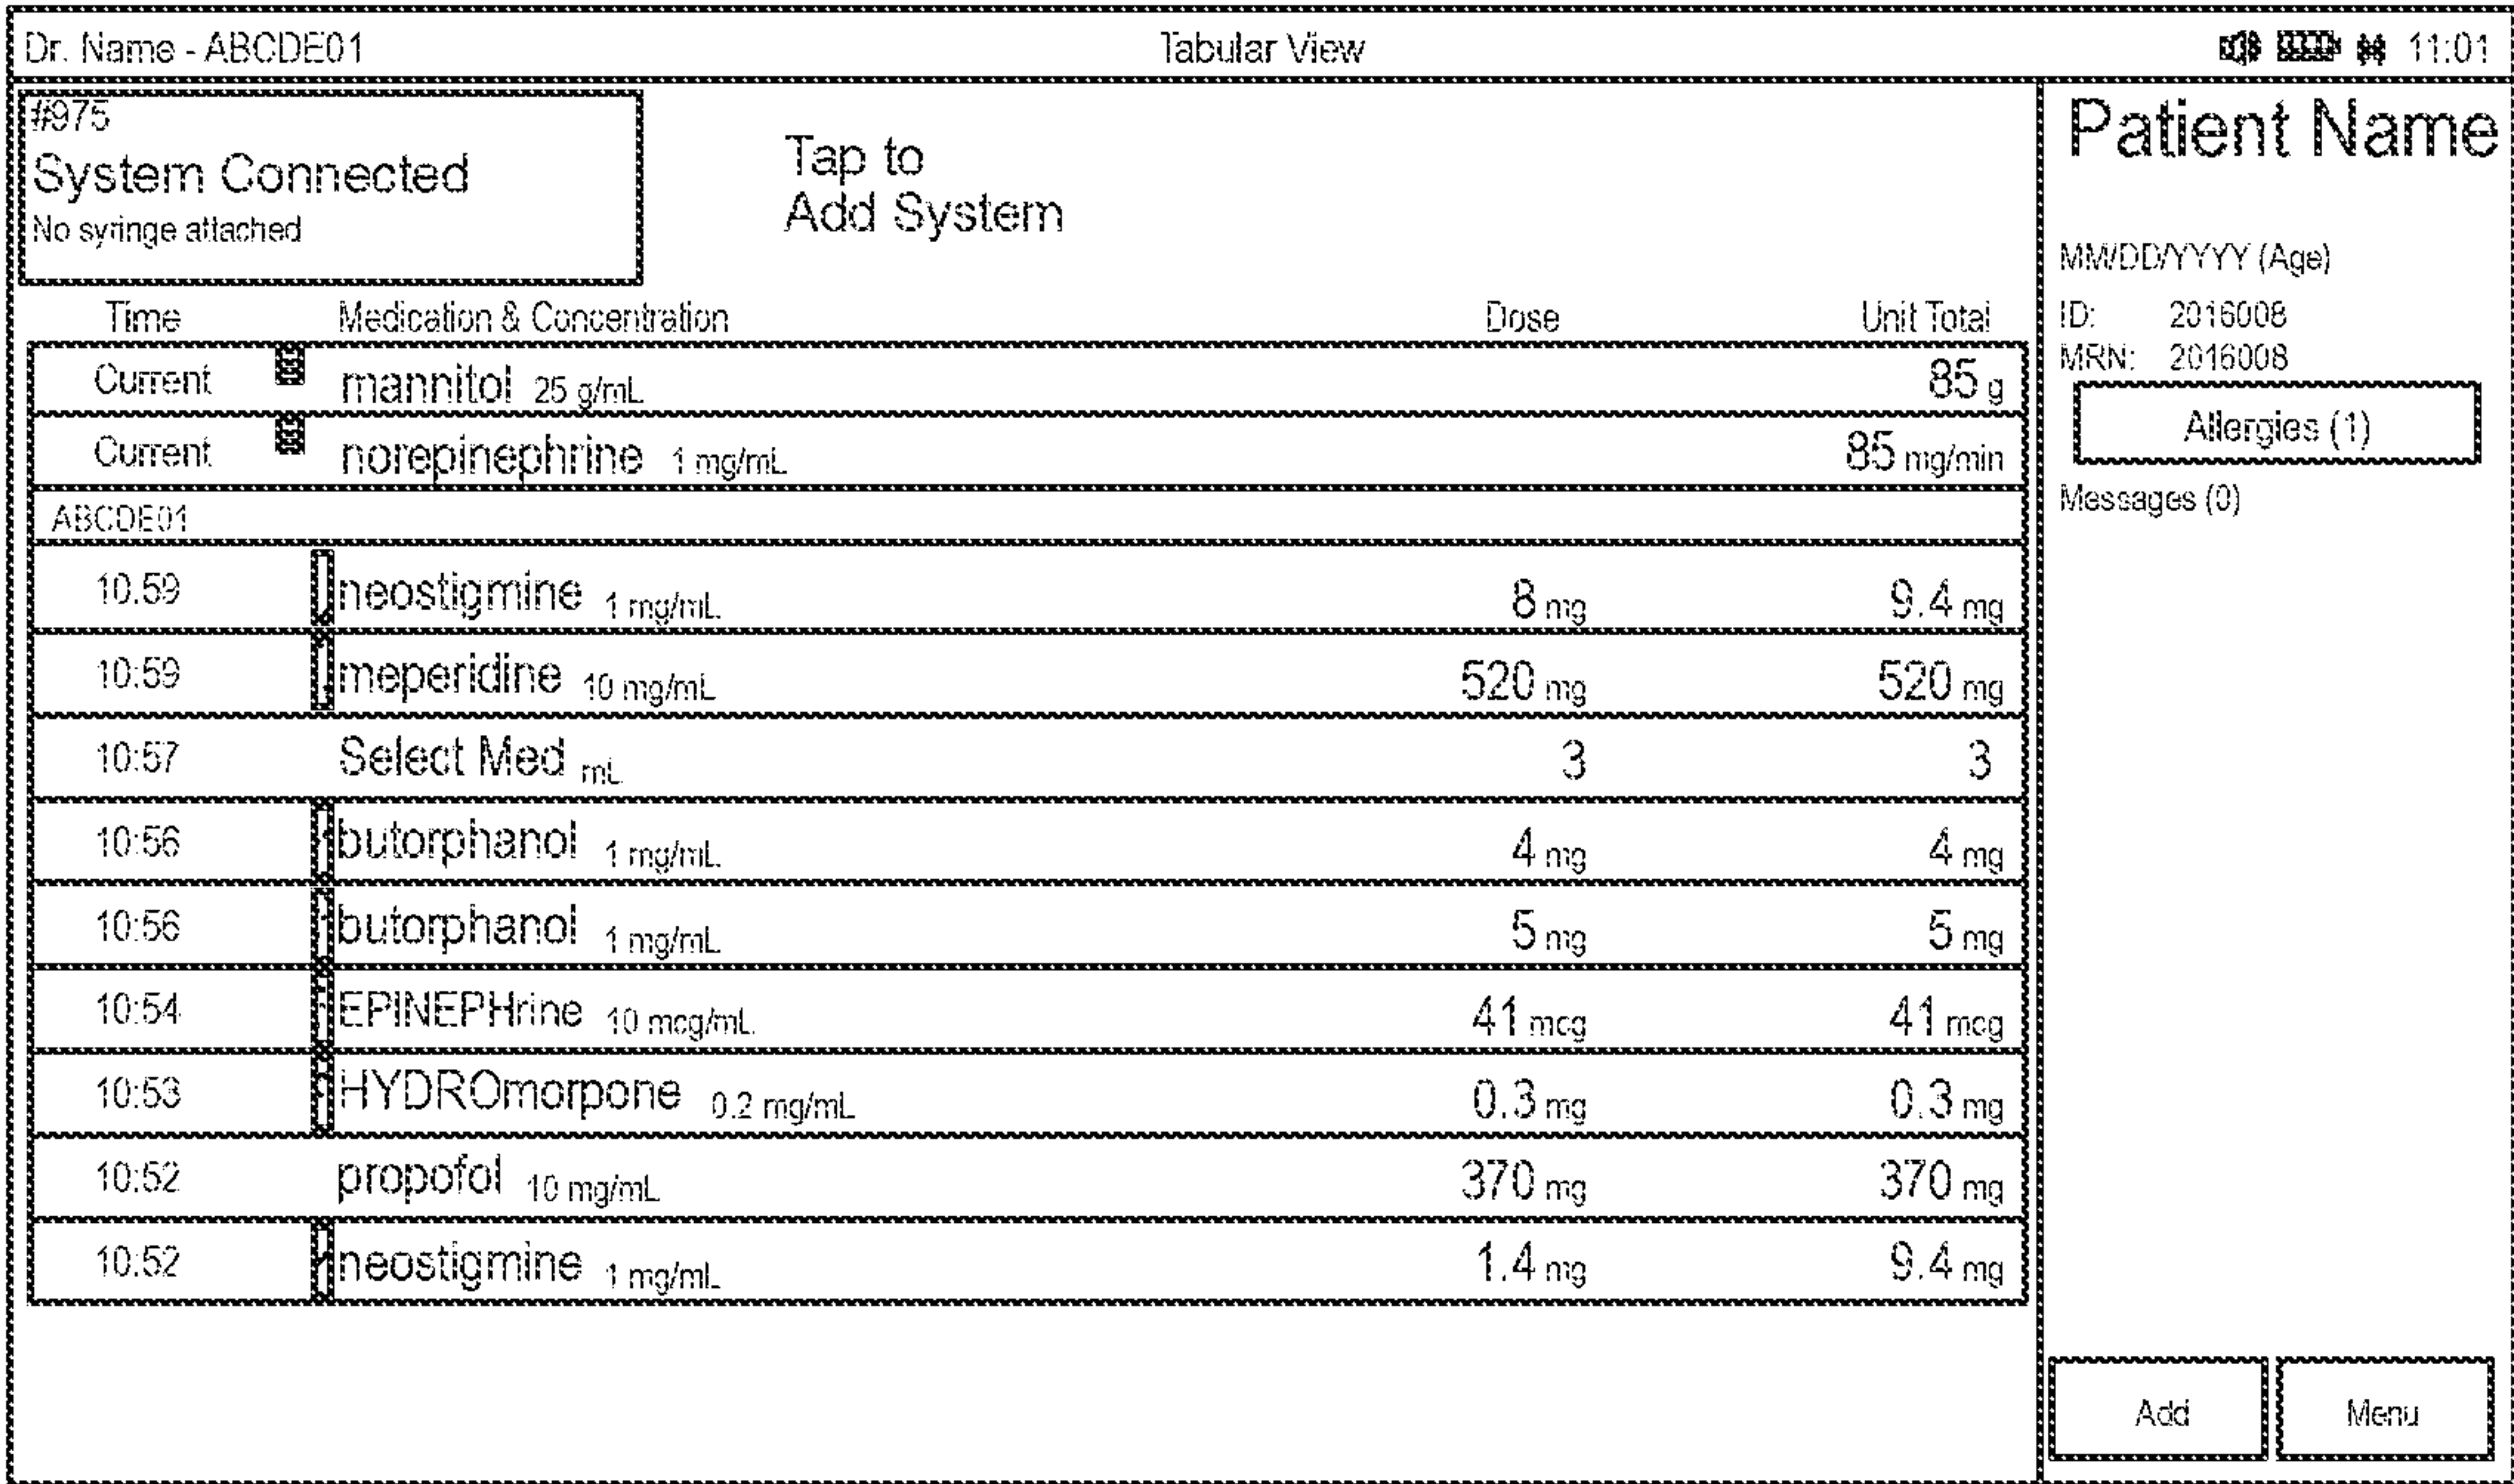 Dr. Name - ABCDE01 Tabular View 11:01
#975
System Connected
No syringe attached
Tap to
Add System
Patient Name
MM/DD/YYYY (Age)
ID: 2016008
MRN: 2016008
Allergies (1)
Messages (0)
Time Medication & Concentration Dose Unit Total
Current mannitol 25 g/mL 85 g
Current norepinephrine 1 mg/mL 85 mg/min
ABCDE01
10.59 neostigmine 1 mg/mL 8 mg 9.4 mg
10:59 meperidine 10 mg/mL 520 mg 520 mg
10:57 Select Med mL 3 3
10:56 butorphanol 1 mg/mL 4 mg 4 mg
10:56 butorphanol 1 mg/mL 5 mg 5 mg
10:54 EPINEPHrine 10 mcg/mL 41 mcg 41 mcg
10:53 HYDROmorpone 0.2 mg/mL 0.3 mg 0.3 mg
10:52 propofol 10 mg/mL 370 mg 370 mg
10:52 neostigmine 1 mg/mL 1.4 mg 9.4 mg
Add Menu